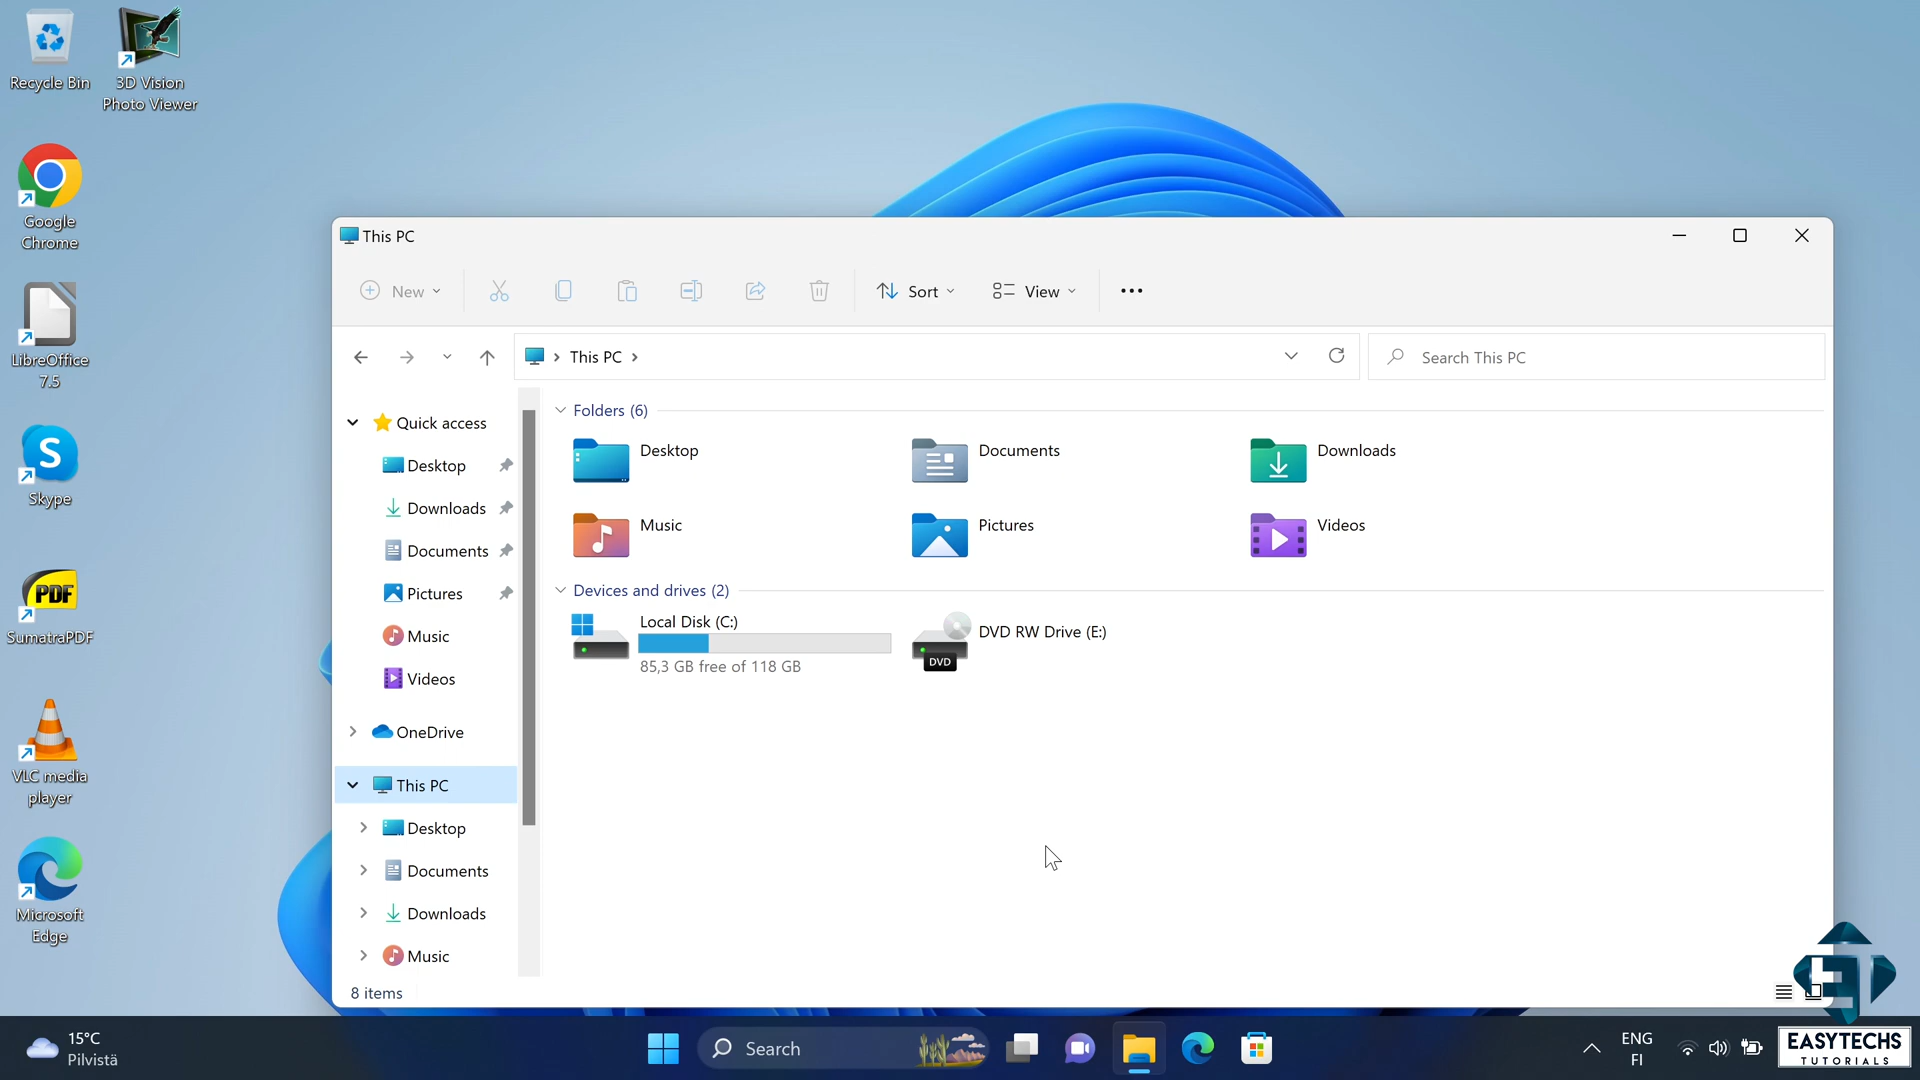 Recycle Bin
3D Vision
Photo Viewer
Google
Chrome
LibreOffice
7.5
S
Skype
PDF
SumatraPDF
VLC media
player
Microsoft
Edge
This PC
New
Sort
View
This PC
Search This PC
Quick access
Desktop
Downloads
Documents
Pictures
Music
Videos
OneDrive
This PC
Desktop
Documents
Downloads
Music
Folders (6)
Desktop
Documents
Downloads
Music
Pictures
Videos
Devices and drives (2)
Local Disk (C:)
85,3 GB free of 118 GB
DVD
DVD RW Drive (E:)
8 items
15°C
Pilvistä
Search
ENG
FI
EASYTECHS
TUTORIALS